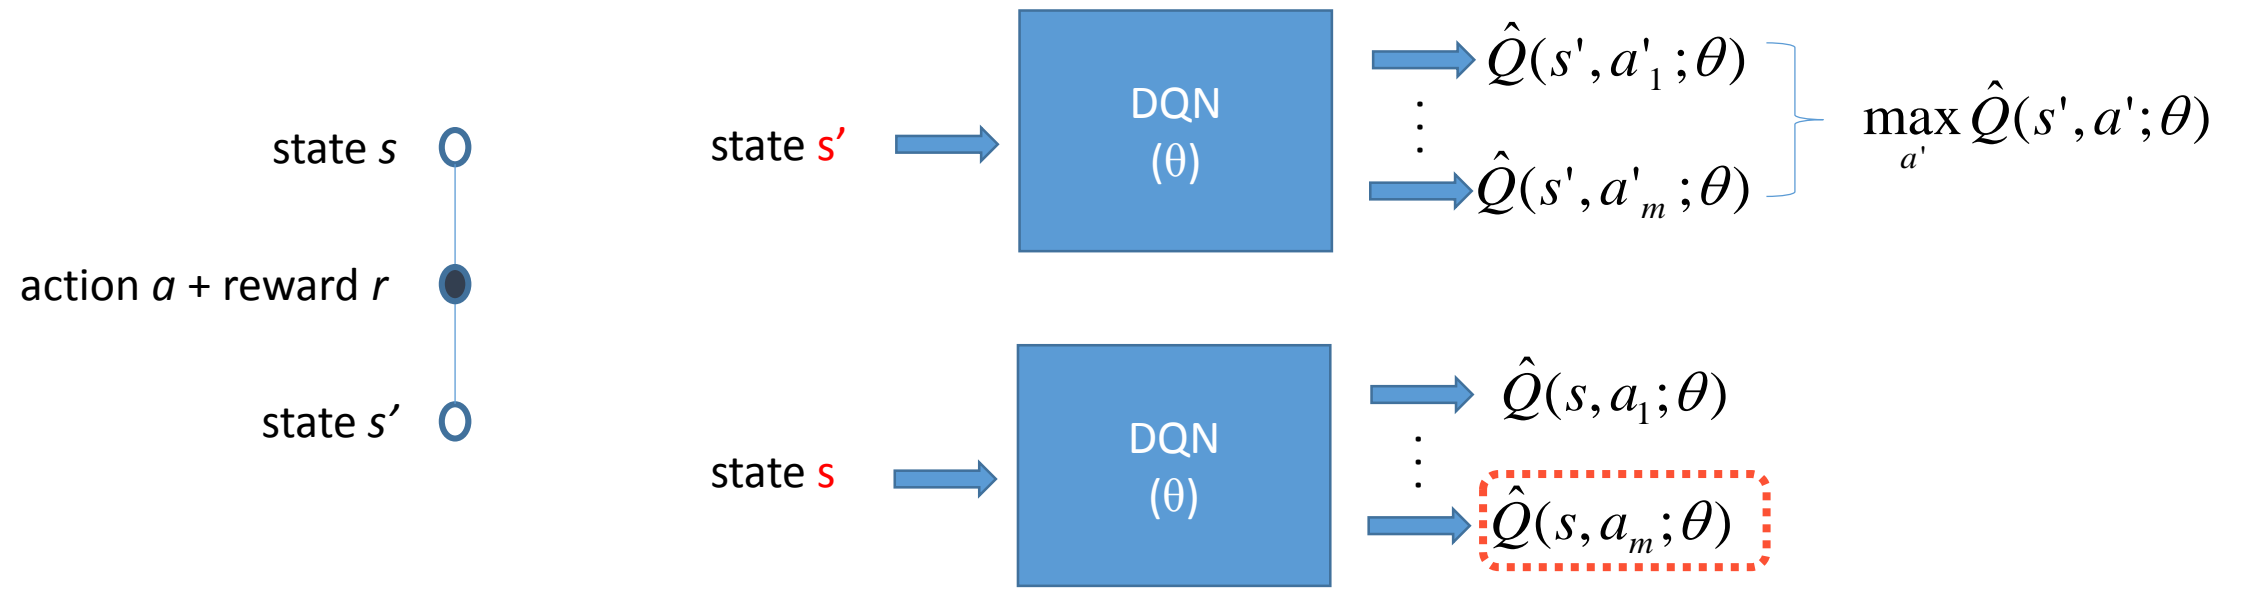 state s
action a + reward r
state s’
state s’
DQN
(θ)
Q̂(s',a'₁;θ)
⋮
Q̂(s',a'ₘ;θ)
max Q̂(s',a';θ)
a'
state s
DQN
(θ)
Q̂(s,a₁;θ)
⋮
Q̂(s,aₘ;θ)